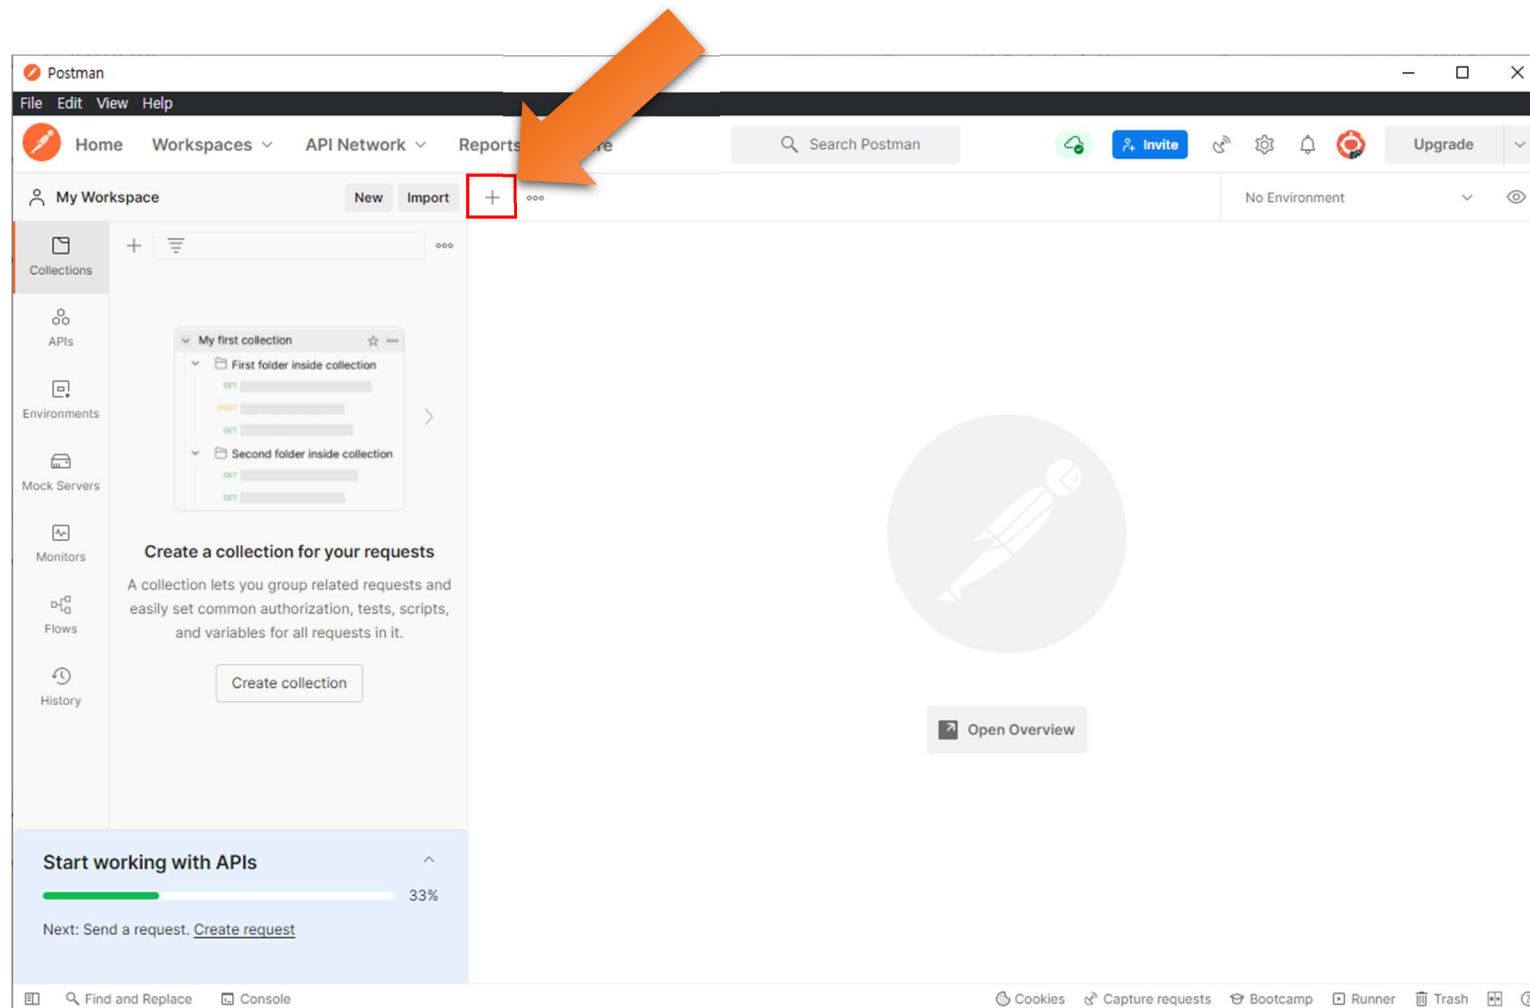 Postman
File Edit View Help
Home Workspaces API Network Reports
Search Postman
Invite
Upgrade
My Workspace New Import
No Environment
Collections
APIs
Environments
Mock Servers
Monitors
Flows
History
My first collection
First folder inside collection
GET
POST
GET
Second folder inside collection
GET
GET
Create a collection for your requests
A collection lets you group related requests and
easily set common authorization, tests, scripts,
and variables for all requests in it.
Create collection
Open Overview
Start working with APIs
33%
Next: Send a request. Create request
Find and Replace Console
Cookies Capture requests Bootcamp Runner Trash